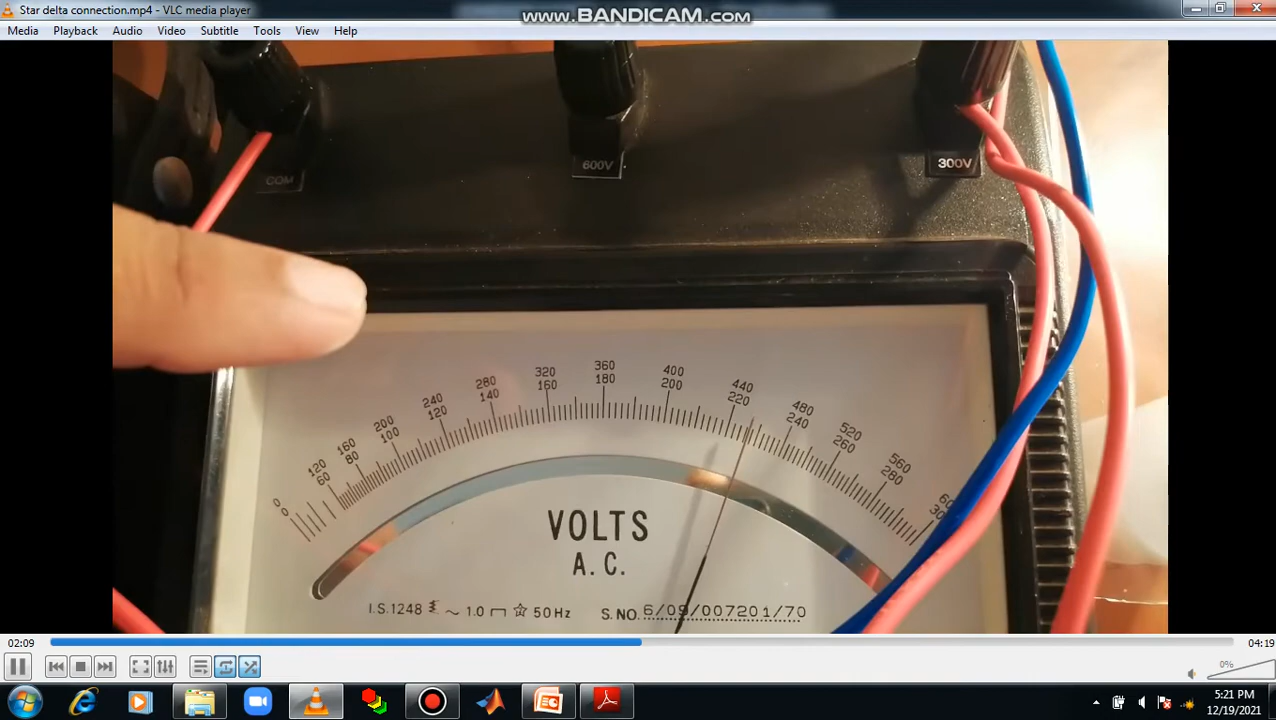 Star delta connection.mp4 - VLC media player
www.BANDICAM.com
Media Playback Audio Video Subtitle Tools View Help
COM
600V
300V
0 120 160 200 240 280 320 360 400 440 480 520 560
0 60 80 100 120 140 160 180 200 220 240 260 280
VOLTS
A.C.
I.S.1248 ~ 1.0 50Hz
S. NO. 6/09/007201/70
02:09
04:19
0%
5:21 PM
12/19/2021